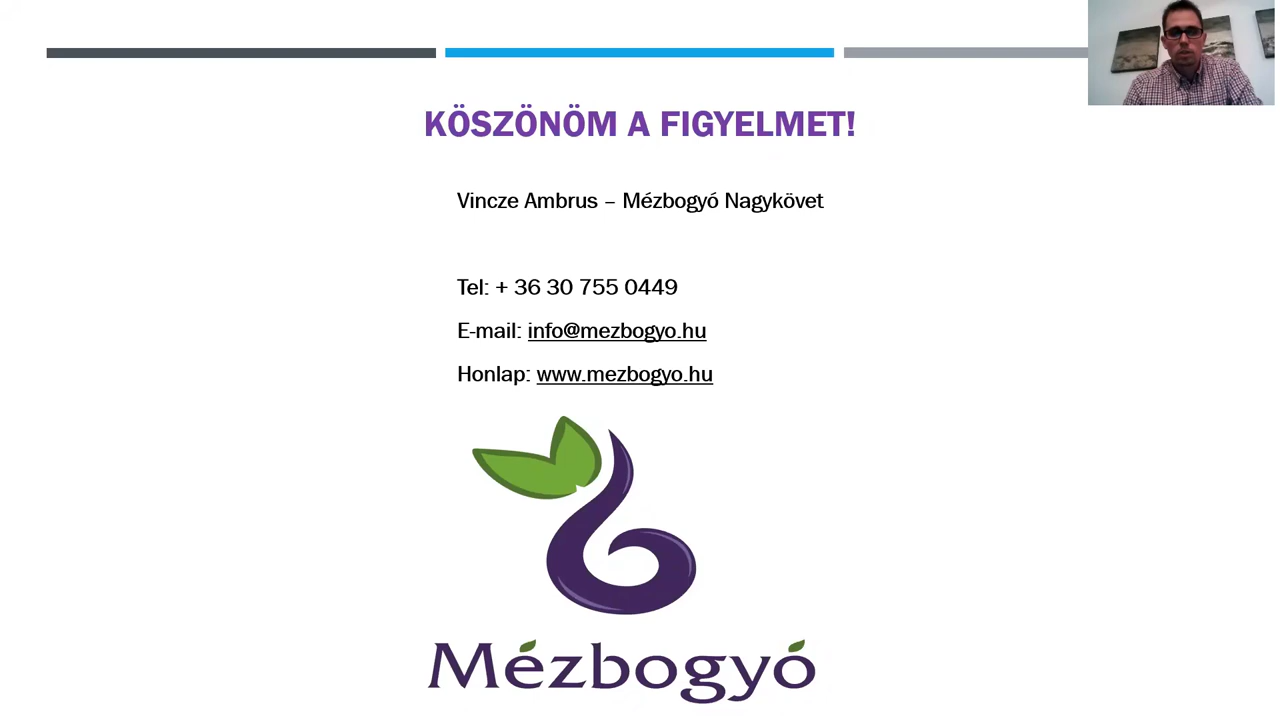 KÖSZÖNÖM A FIGYELMET!
Vincze Ambrus – Mézbogyó Nagykövet
Tel: + 36 30 755 0449
E-mail: info@mezbogyo.hu
Honlap: www.mezbogyo.hu
Mézbogyó